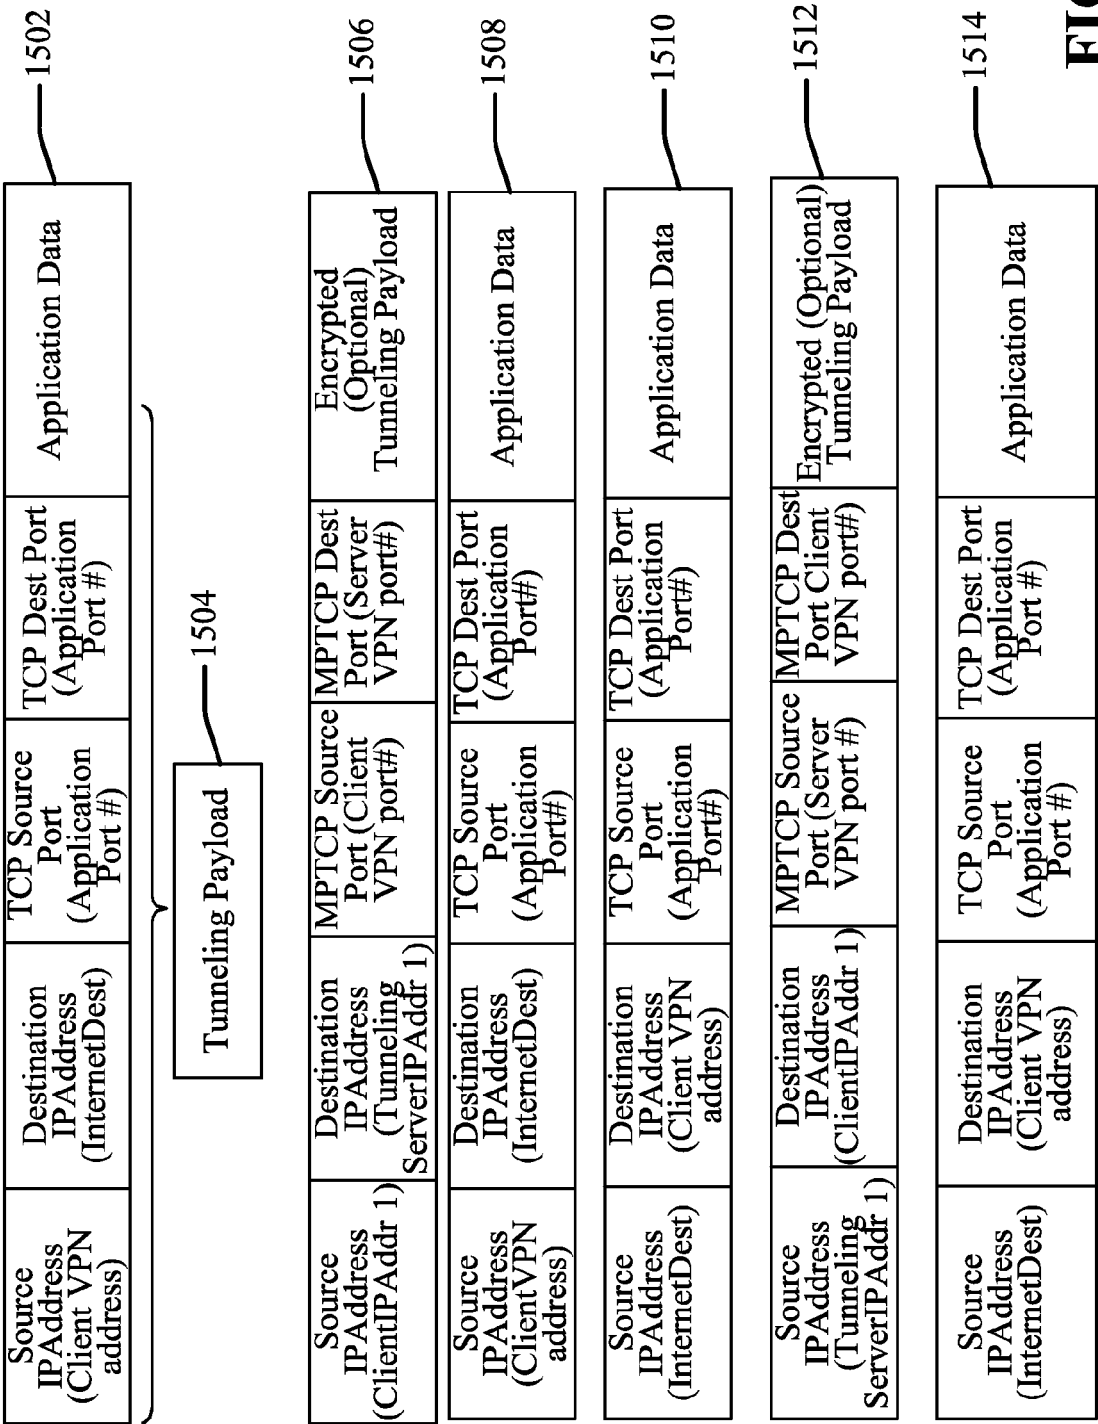 Source
IPAddress
(Client VPN
address)
Destination
IPAddress
(InternetDest)
TCP Source
Port
(Application
Port #)
TCP Dest Port
(Application
Port #)
Application Data
1502
Tunneling Payload
1504
Source
IPAddress
(ClientIPAddr 1)
Destination
IPAddress
(Tunneling
ServerIPAddr 1)
MPTCP Source
Port (Client
VPN port#)
MPTCP Dest
Port (Server
VPN port#)
Encrypted
(Optional)
Tunneling Payload
1506
Source
IPAddress
(ClientVPN
address)
Destination
IPAddress
(InternetDest)
TCP Source
Port
(Application
Port#)
TCP Dest Port
(Application
Port#)
Application Data
1508
Source
IPAddress
(InternetDest)
Destination
IPAddress
(Client VPN
address)
TCP Source
Port
(Application
Port#)
TCP Dest Port
(Application
Port#)
Application Data
1510
Source
IPAddress
(Tunneling
ServerIPAddr 1)
Destination
IPAddress
(ClientIPAddr 1)
MPTCP Source
Port (Server
VPN port #)
MPTCP Dest
Port Client
VPN port#)
Encrypted (Optional)
Tunneling Payload
1512
Source
IPAddress
(InternetDest)
Destination
IPAddress
(Client VPN
address)
TCP Source
Port
(Application
Port #)
TCP Dest Port
(Application
Port #)
Application Data
1514